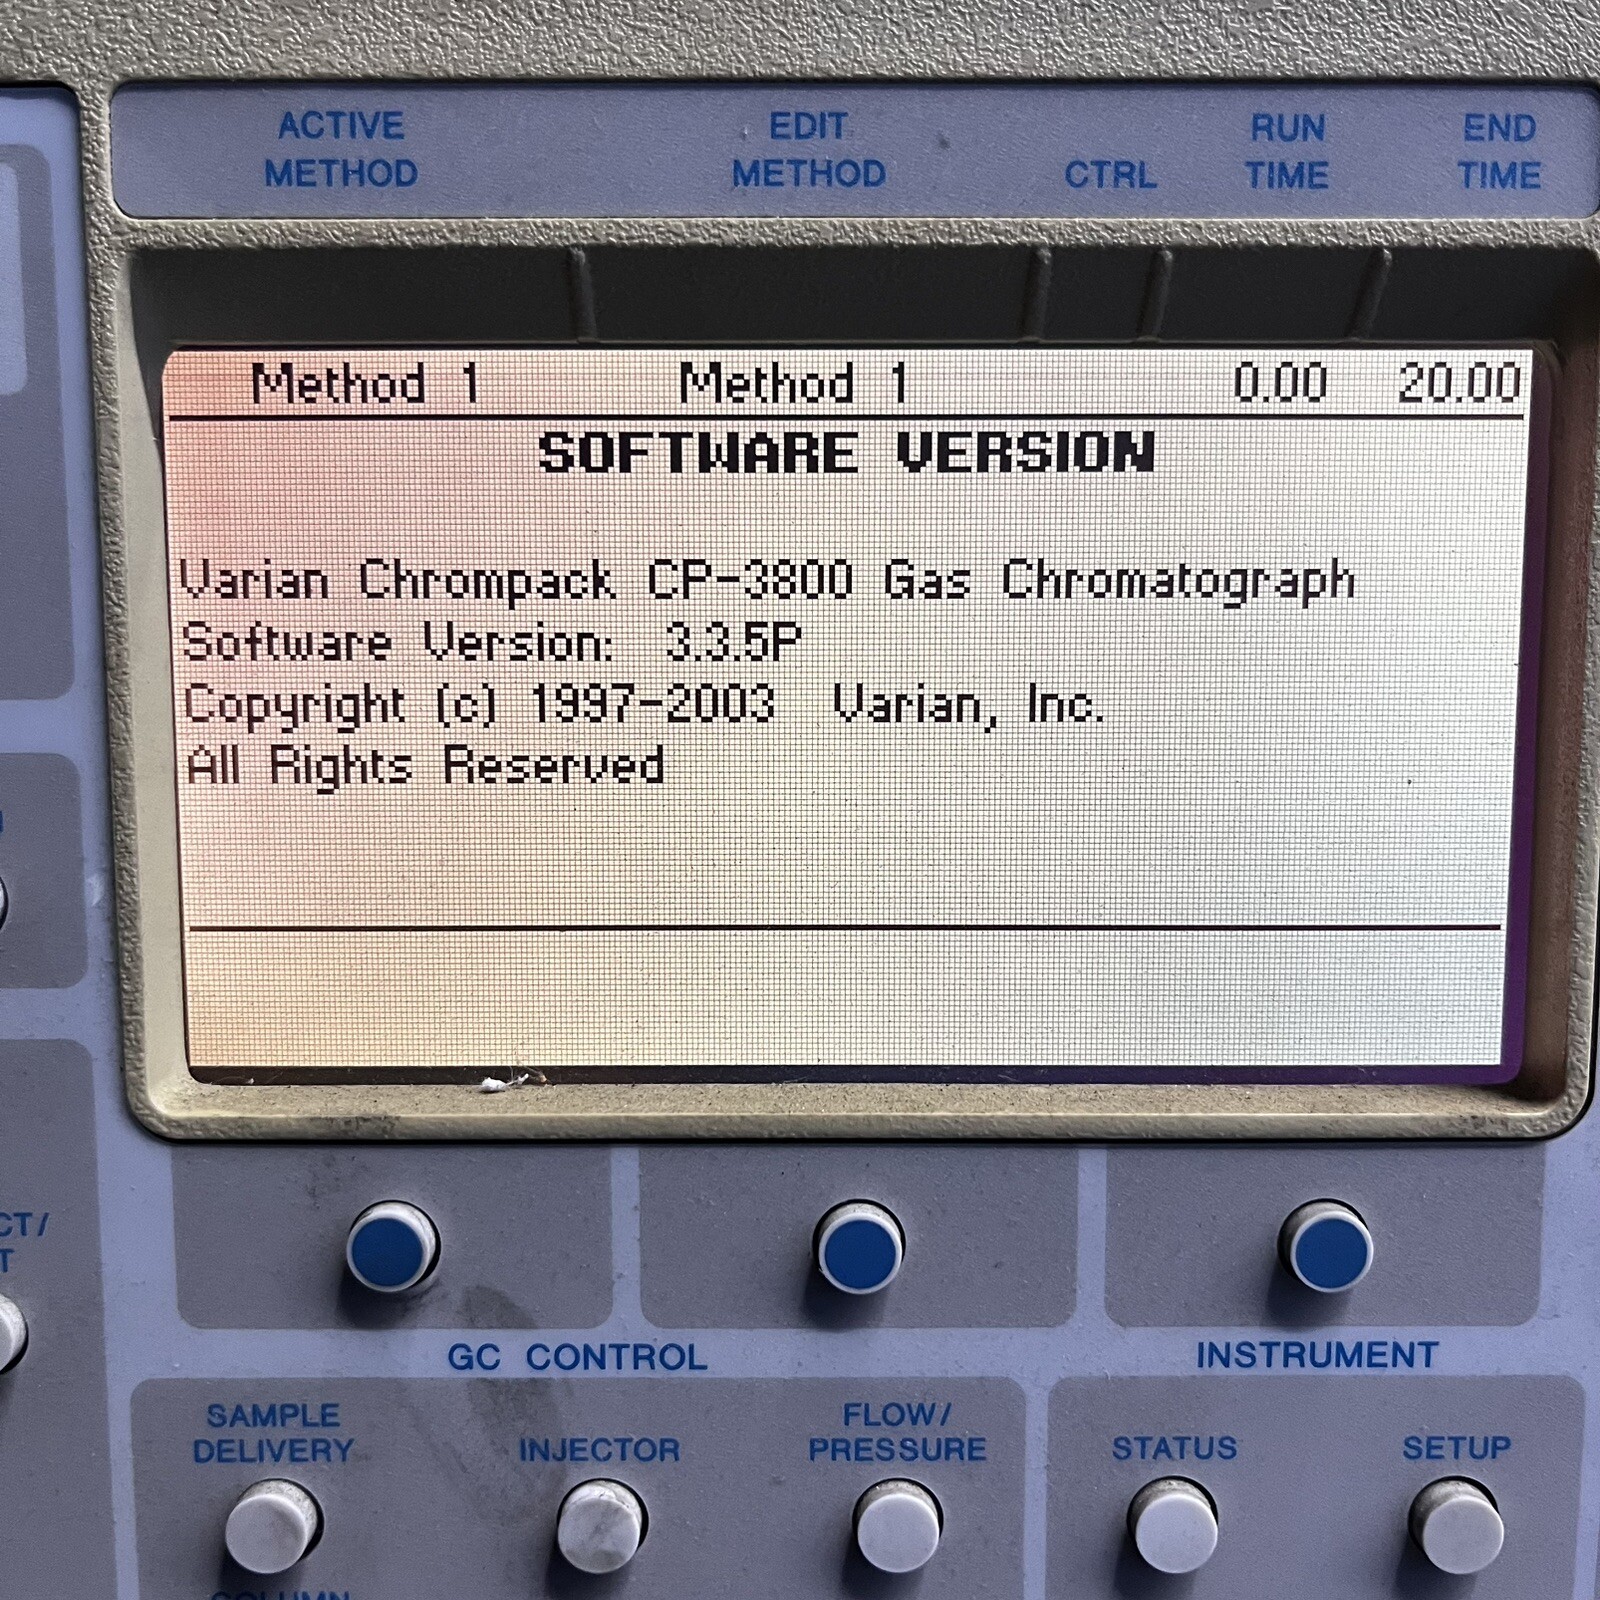 ACTIVE METHOD
EDIT METHOD
CTRL
RUN TIME
END TIME
Method 1 Method 1 0.00 20.00
SOFTWARE VERSION
Varian Chrompack CP-3800 Gas Chromatograph
Software Version: 3.3.5P
Copyright (c) 1997-2003 Varian, Inc.
All Rights Reserved
GC CONTROL
INSTRUMENT
SAMPLE DELIVERY
INJECTOR
FLOW/ PRESSURE
STATUS
SETUP
COLUMN